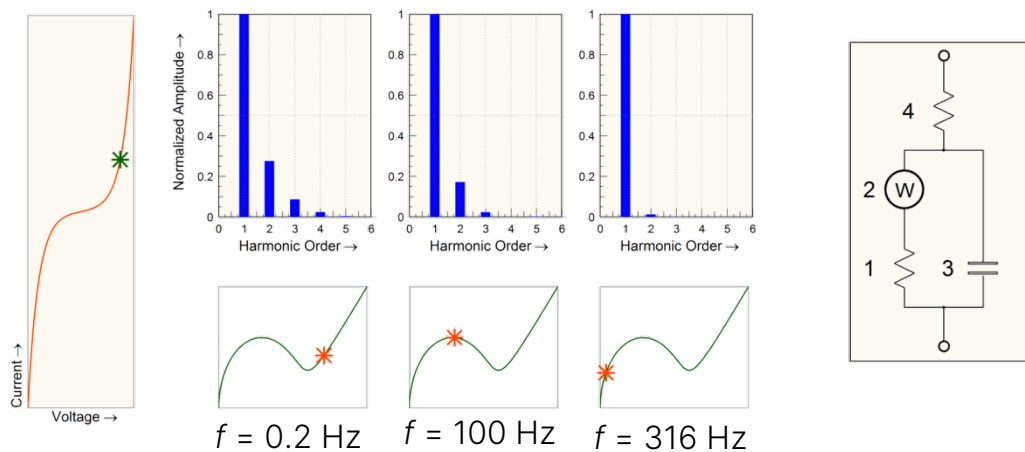 Current →
Voltage →
Normalized Amplitude →
1
0.8
0.6
0.4
0.2
0
0 1 2 3 4 5 6
Harmonic Order →
1
0.8
0.6
0.4
0.2
0
0 1 2 3 4 5 6
Harmonic Order →
1
0.8
0.6
0.4
0.2
0
0 1 2 3 4 5 6
Harmonic Order →
f = 0.2 Hz
f = 100 Hz
f = 316 Hz
4
2 W
1 3